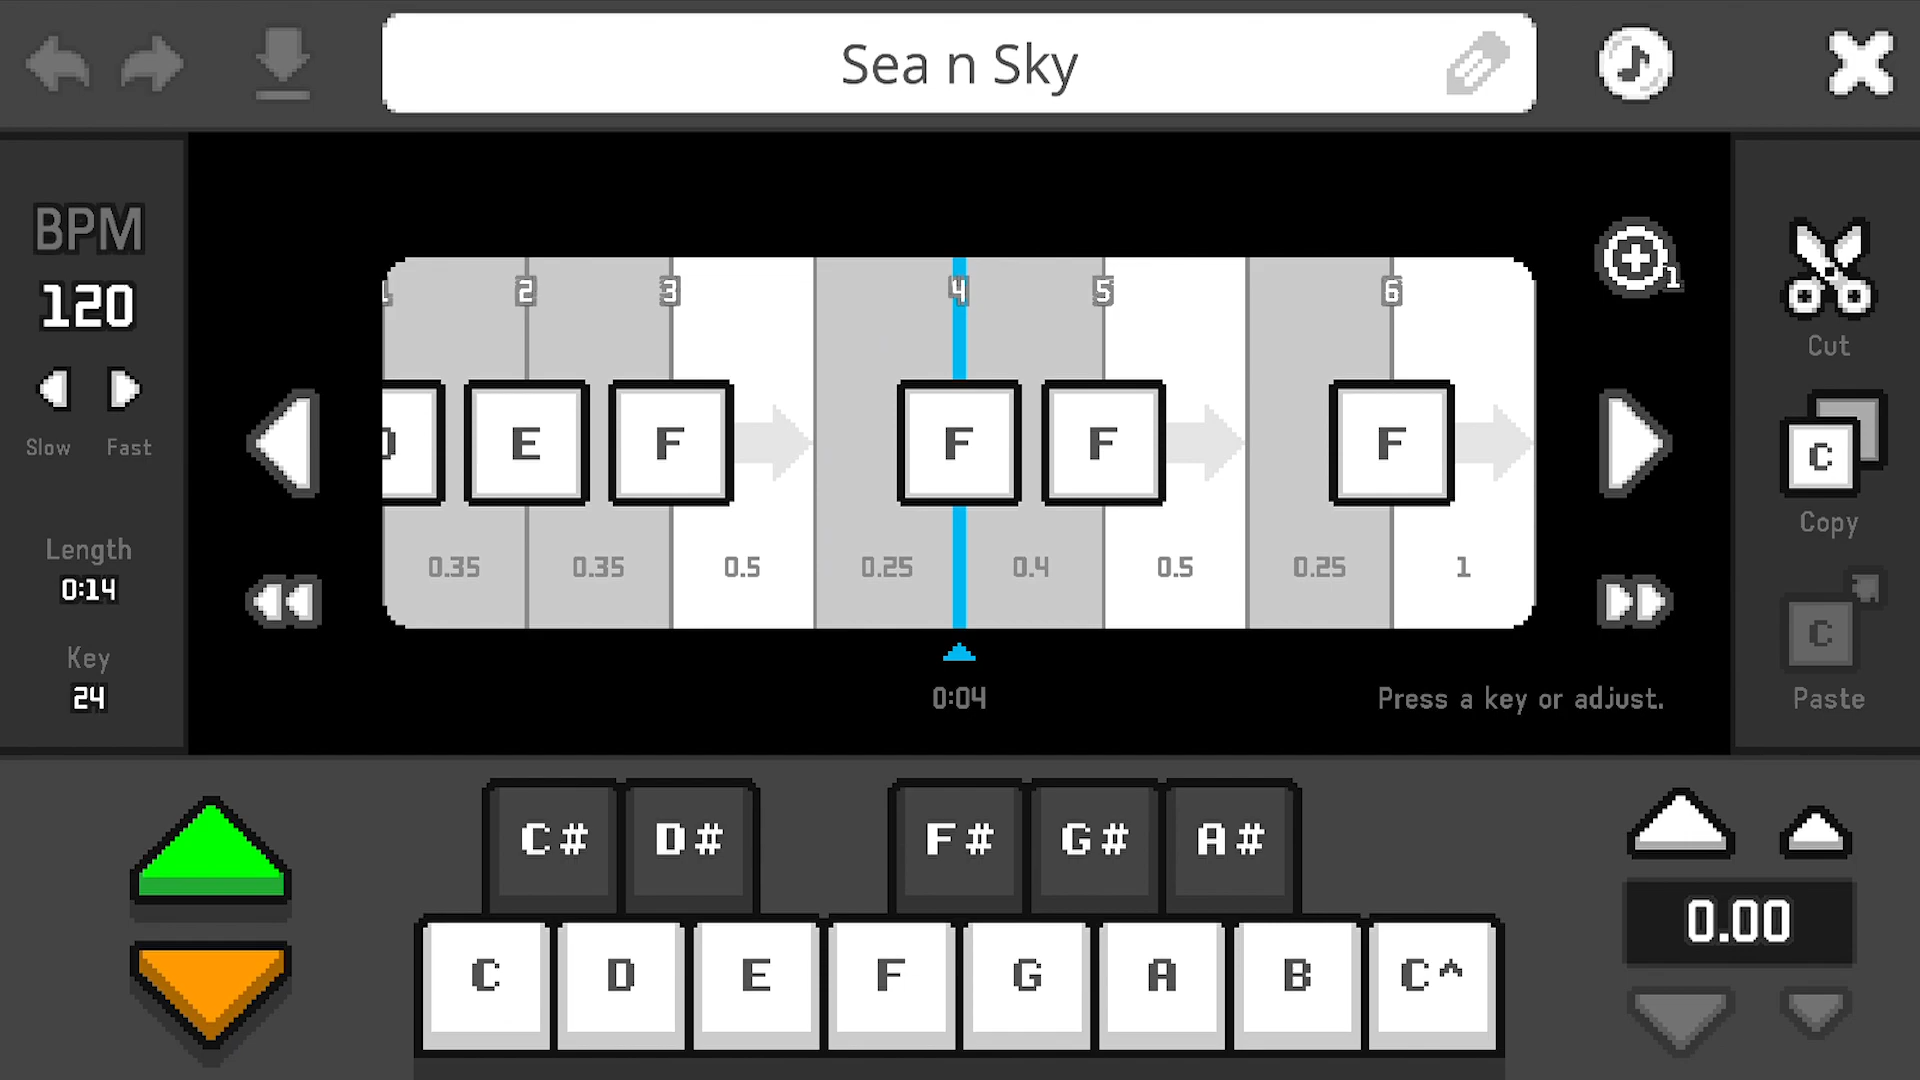 Sea n Sky
BPM
120
Slow Fast
Length
0:14
Key
24
2 3 4 5 6
E F F F F
0.35 0.35 0.5 0.25 0.4 0.5 0.25 1
0:04
Press a key or adjust.
1
Cut
C
Copy
C
Paste
C# D# F# G# A#
C D E F G A B C^
0.00